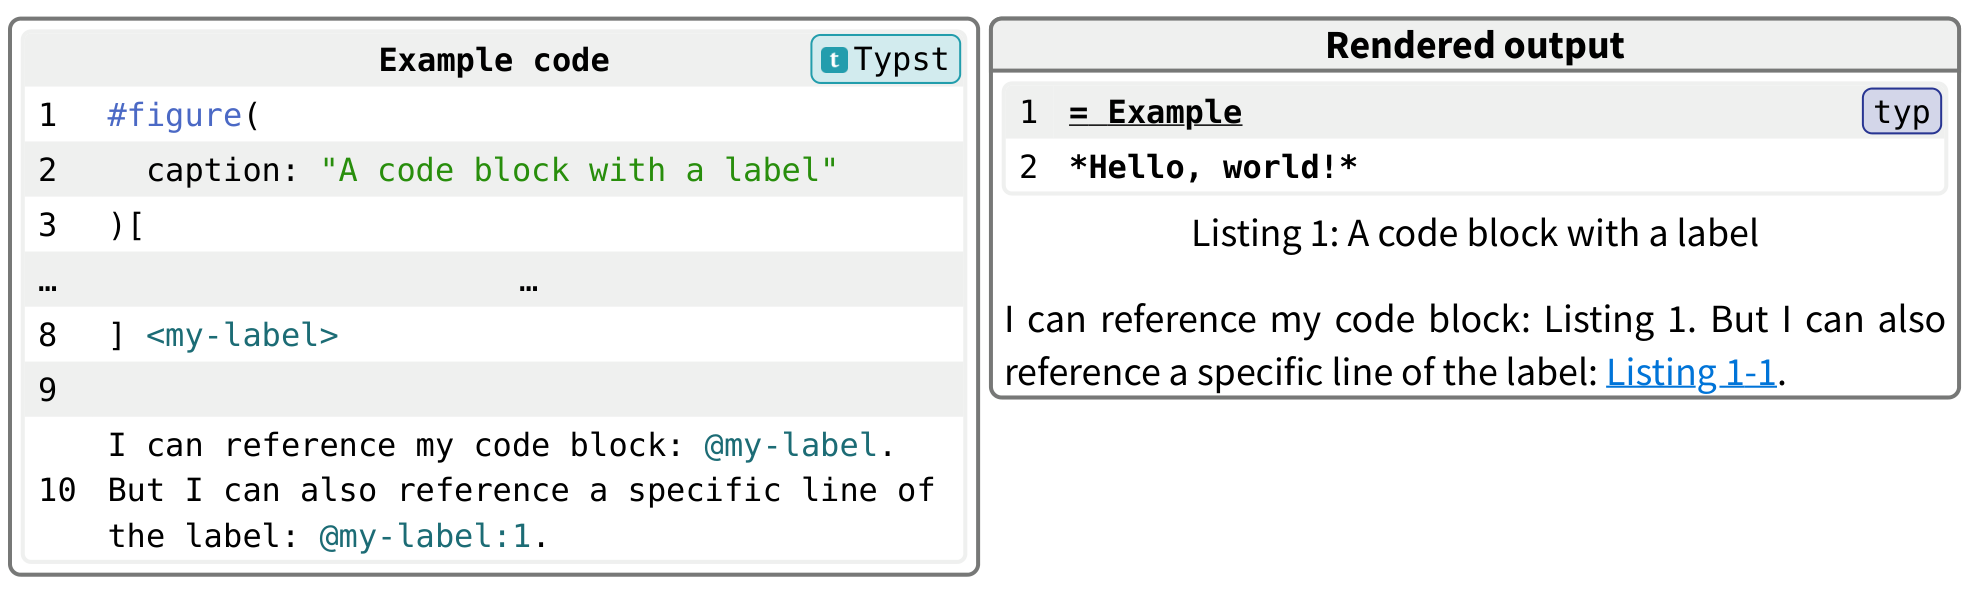 Example code
t Typst
1 #figure(
2   caption: "A code block with a label"
3 )[
… …
8 ] <my-label>
9
I can reference my code block: @my-label.
10 But I can also reference a specific line of
the label: @my-label:1.
Rendered output
1 = Example
typ
2 *Hello, world!*
Listing 1: A code block with a label
I can reference my code block: Listing 1. But I can also
reference a specific line of the label: Listing 1-1.